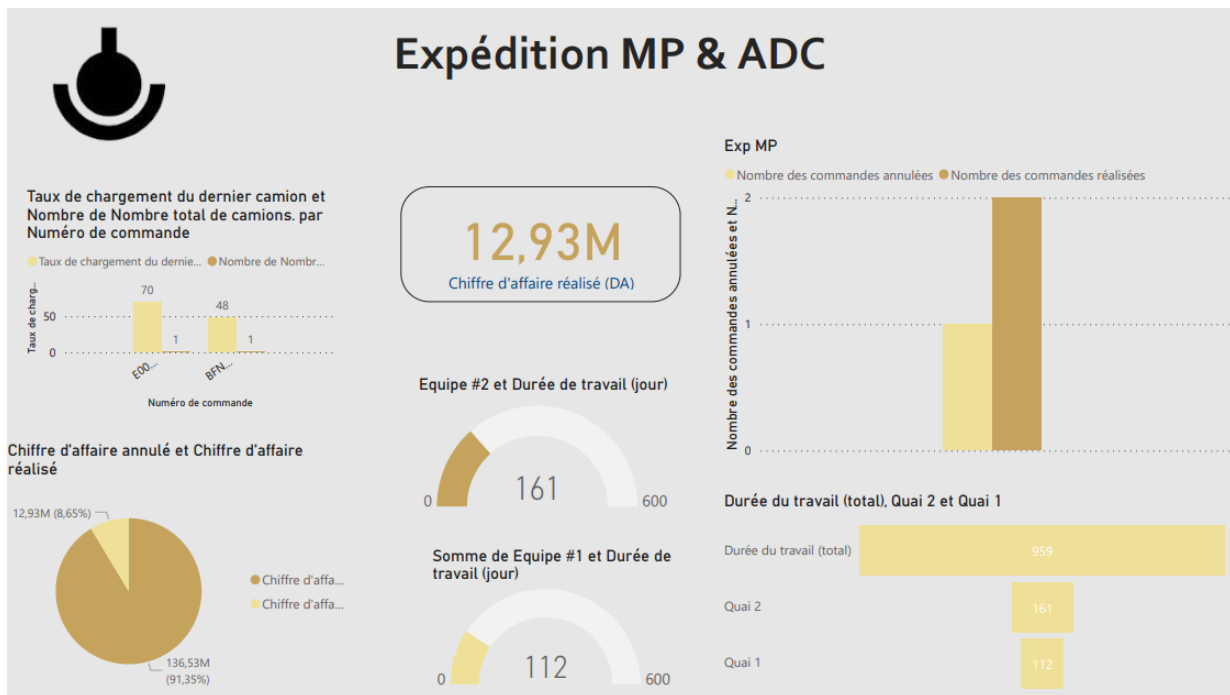 Expédition MP & ADC
Taux de chargement du dernier camion et
Nombre de Nombre total de camions. par
Numéro de commande
Taux de chargement du dernie... Nombre de Nombr...
Taux de charg...
50
0
70
1
48
1
E00...
BFN...
Numéro de commande
Chiffre d'affaire annulé et Chiffre d'affaire
réalisé
12,93M (8,65%)
136,53M
(91,35%)
Chiffre d'affa...
Chiffre d'affa...
12,93M
Chiffre d'affaire réalisé (DA)
Equipe #2 et Durée de travail (jour)
0
161
600
Somme de Equipe #1 et Durée de
travail (jour)
0
112
600
Exp MP
Nombre des commandes annulées Nombre des commandes réalisées
Nombre des commandes annulées et N...
2
1
0
Durée du travail (total), Quai 2 et Quai 1
Durée du travail (total) 959
Quai 2 161
Quai 1 112